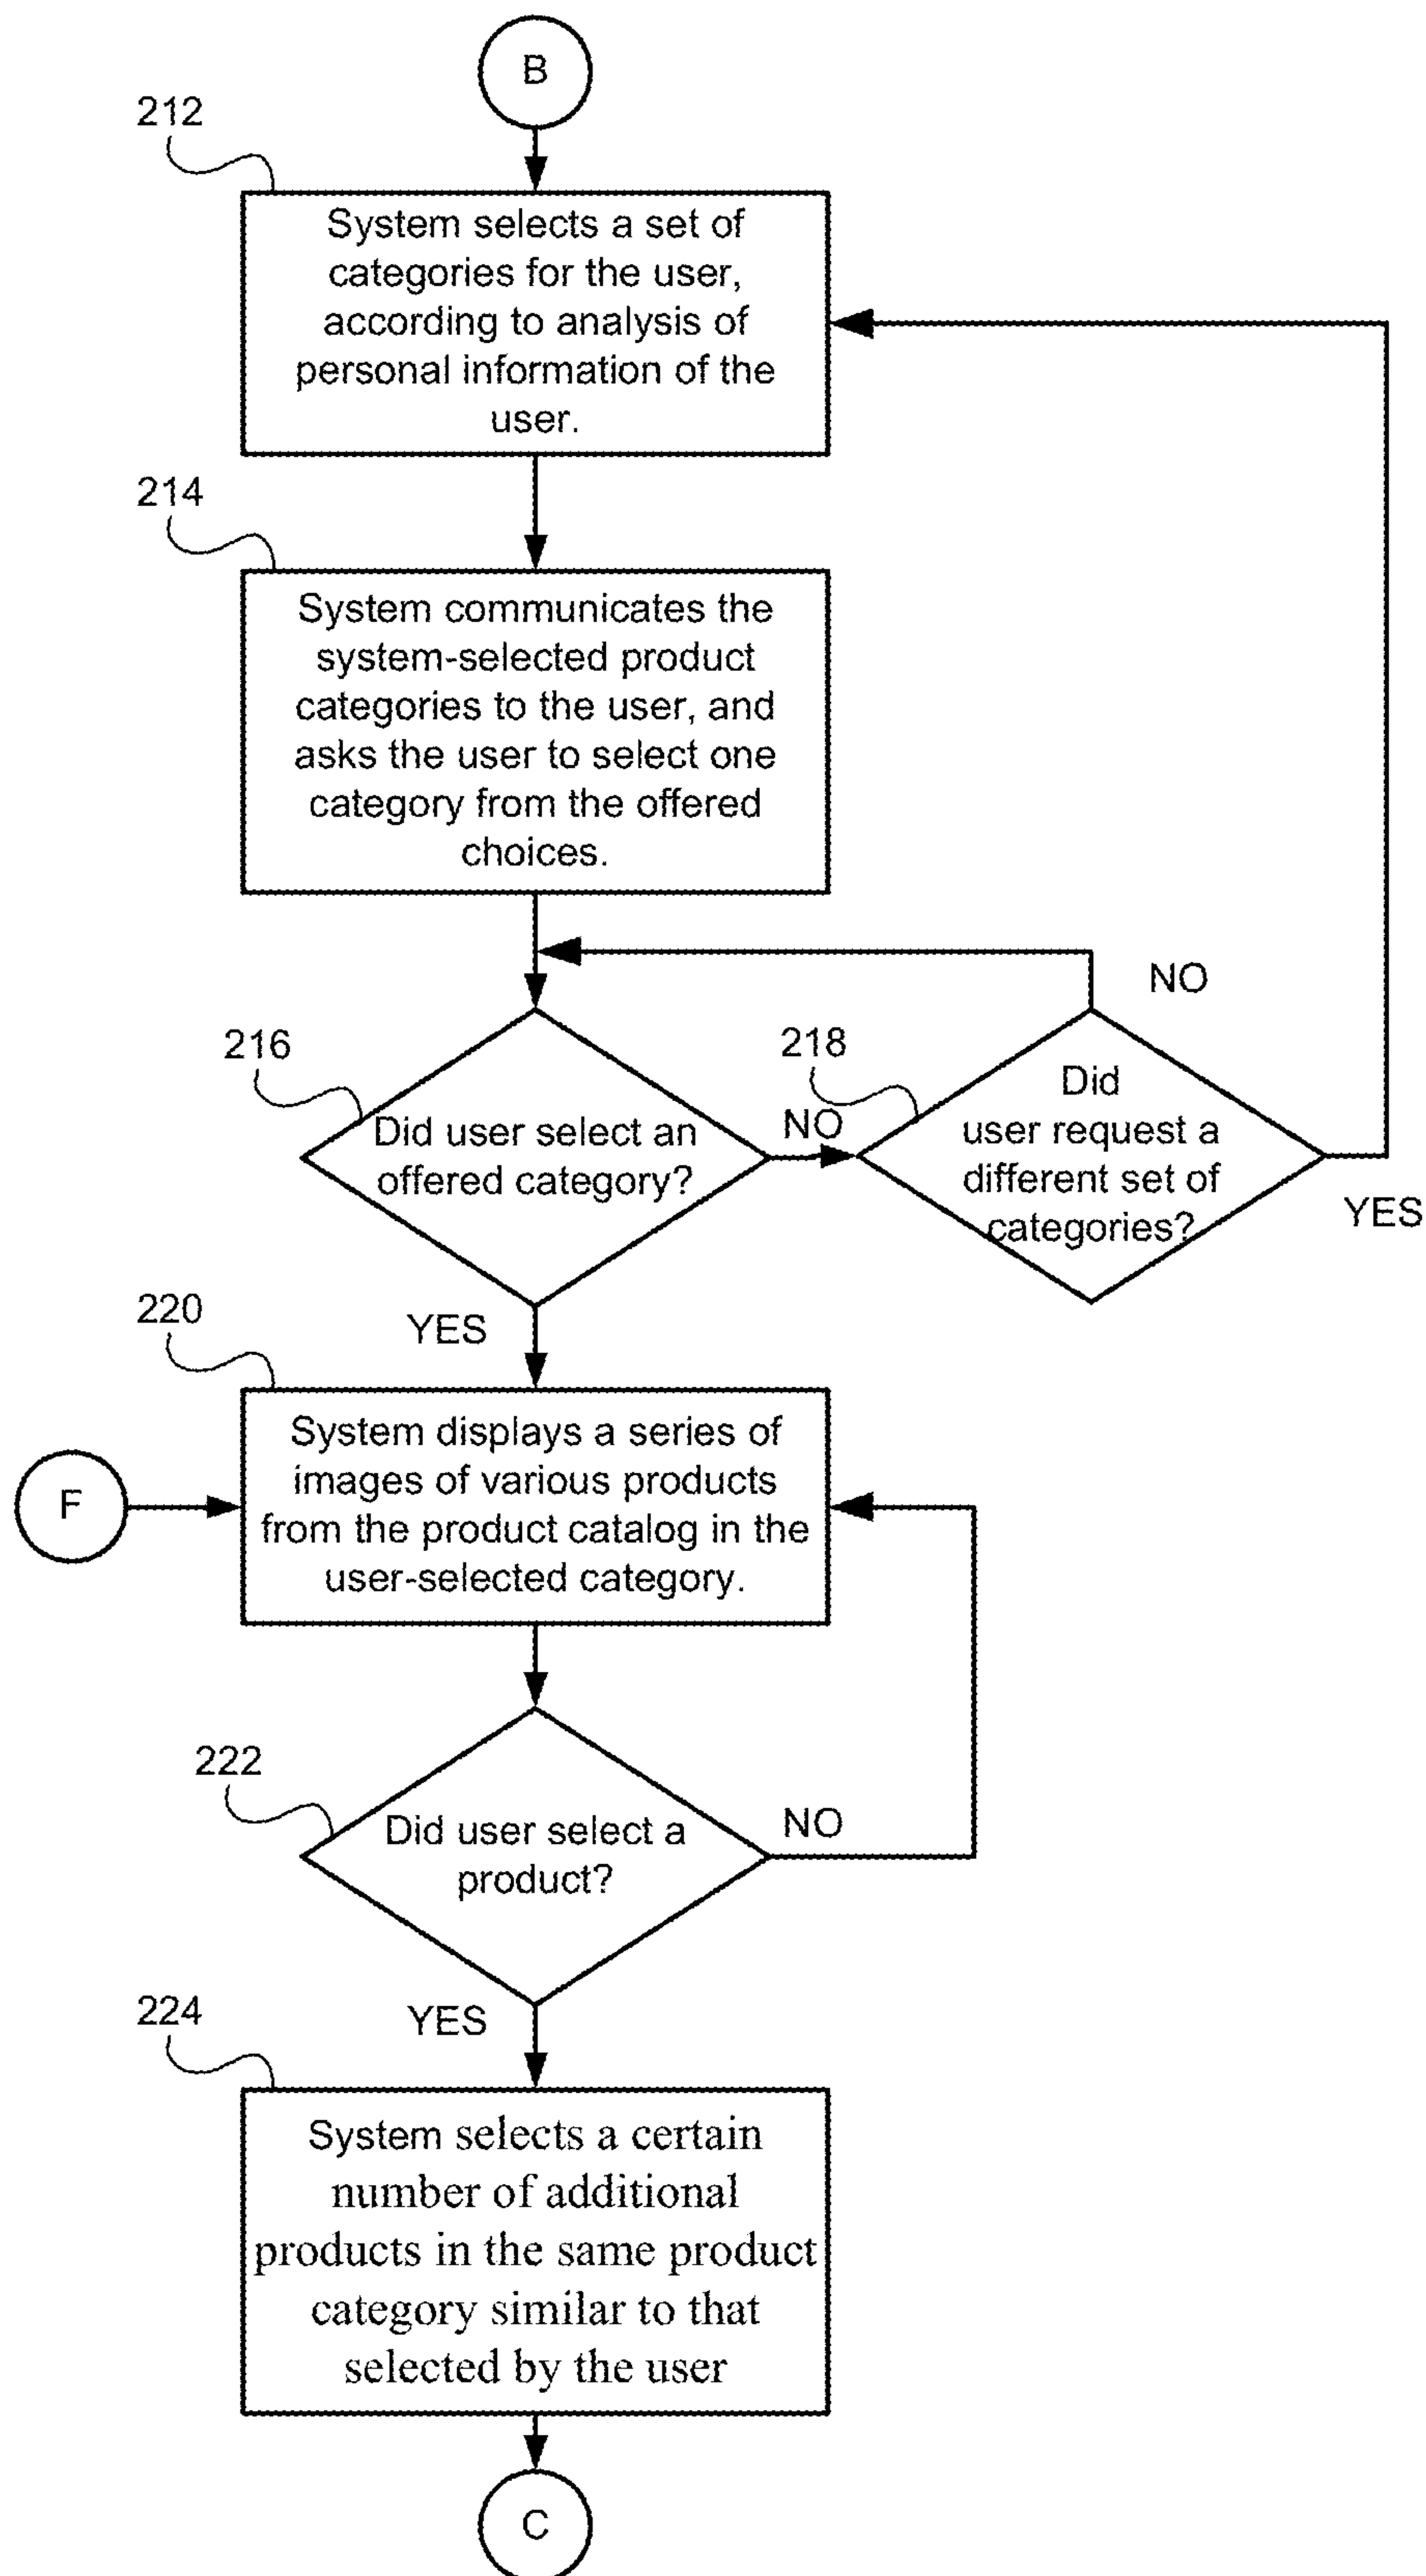 B
212
System selects a set of
categories for the user,
according to analysis of
personal information of the
user.
214
System communicates the
system-selected product
categories to the user, and
asks the user to select one
category from the offered
choices.
NO
216
Did user select an
offered category?
NO
218
Did
user request a
different set of
categories?
YES
YES
220
System displays a series of
images of various products
from the product catalog in the
user-selected category.
F
222
Did user select a
product?
NO
YES
224
System selects a certain
number of additional
products in the same product
category similar to that
selected by the user
C